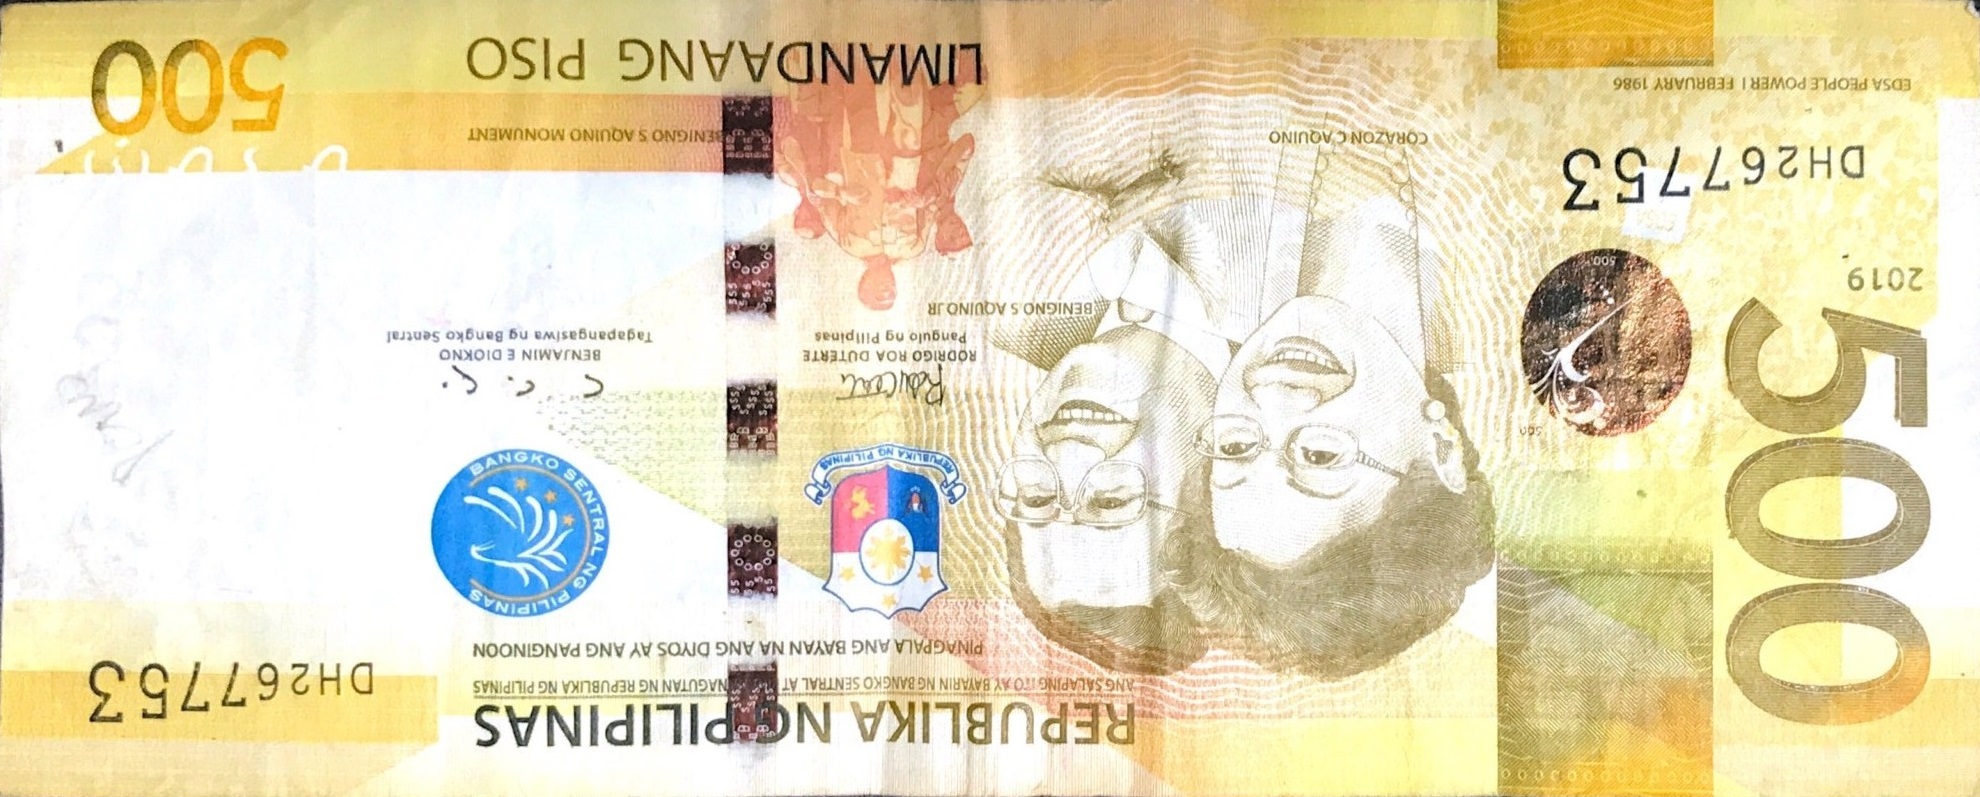 REPUBLIKA NG PILIPINAS
ANG SALAPING ITO AY BAYARIN NG BANGKO SENTRAL AT PINANAGUTAN NG REPUBLIKA NG PILIPINAS
PINAGPALA ANG BAYAN NA ANG DIYOS AY ANG PANGINOON
DH267753
500
REPUBLIKA NG PILIPINAS
BANGKO SENTRAL NG PILIPINAS
RODRIGO ROA DUTERTE
Pangulo ng Pilipinas
BENJAMIN E DIOKNO
Tagapangasiwa ng Bangko Sentral
BENIGNO S AQUINO JR
500
500
2019
DH267753
CORAZON C AQUINO
BENIGNO S AQUINO MONUMENT
EDSA PEOPLE POWER I FEBRUARY 1986
LIMANDAANG PISO
500